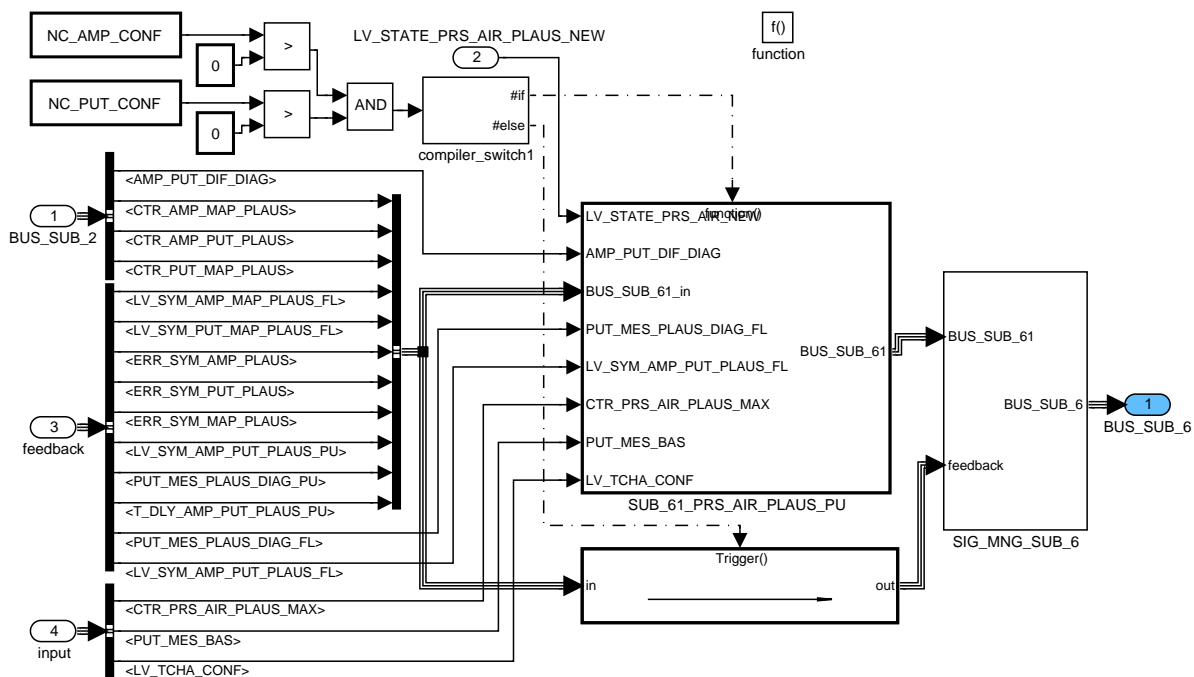 NC_AMP_CONF
0
>
NC_PUT_CONF
0
>
AND
#if
#else
compiler_switch1
LV_STATE_PRS_AIR_PLAUS_NEW
2
f()
function
1
BUS_SUB_2
<AMP_PUT_DIF_DIAG>
<CTR_AMP_MAP_PLAUS>
<CTR_AMP_PUT_PLAUS>
<CTR_PUT_MAP_PLAUS>
3
feedback
<LV_SYM_AMP_MAP_PLAUS_FL>
<LV_SYM_PUT_MAP_PLAUS_FL>
<ERR_SYM_AMP_PLAUS>
<ERR_SYM_PUT_PLAUS>
<ERR_SYM_MAP_PLAUS>
<LV_SYM_AMP_PUT_PLAUS_PU>
<PUT_MES_PLAUS_DIAG_PU>
<T_DLY_AMP_PUT_PLAUS_PU>
<PUT_MES_PLAUS_DIAG_FL>
<LV_SYM_AMP_PUT_PLAUS_FL>
4
input
<CTR_PRS_AIR_PLAUS_MAX>
<PUT_MES_BAS>
<LV_TCHA_CONF>
function()
LV_STATE_PRS_AIR_NEW
AMP_PUT_DIF_DIAG
BUS_SUB_61_in
PUT_MES_PLAUS_DIAG_FL
LV_SYM_AMP_PUT_PLAUS_FL
CTR_PRS_AIR_PLAUS_MAX
PUT_MES_BAS
LV_TCHA_CONF
BUS_SUB_61
SUB_61_PRS_AIR_PLAUS_PU
Trigger()
in
out
BUS_SUB_61
BUS_SUB_6
feedback
SIG_MNG_SUB_6
1
BUS_SUB_6